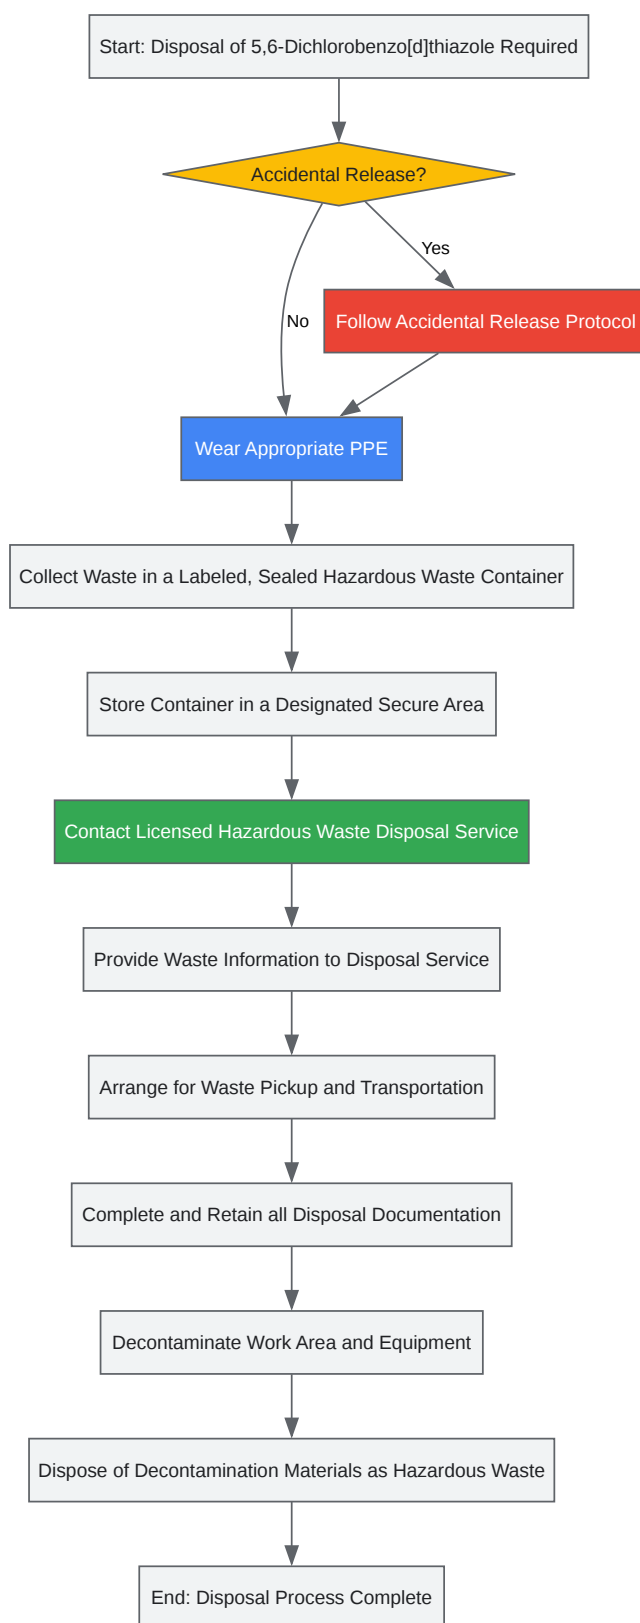 Start: Disposal of 5,6-Dichlorobenzo[d]thiazole Required
Accidental Release?
Yes
No
Follow Accidental Release Protocol
Wear Appropriate PPE
Collect Waste in a Labeled, Sealed Hazardous Waste Container
Store Container in a Designated Secure Area
Contact Licensed Hazardous Waste Disposal Service
Provide Waste Information to Disposal Service
Arrange for Waste Pickup and Transportation
Complete and Retain all Disposal Documentation
Decontaminate Work Area and Equipment
Dispose of Decontamination Materials as Hazardous Waste
End: Disposal Process Complete